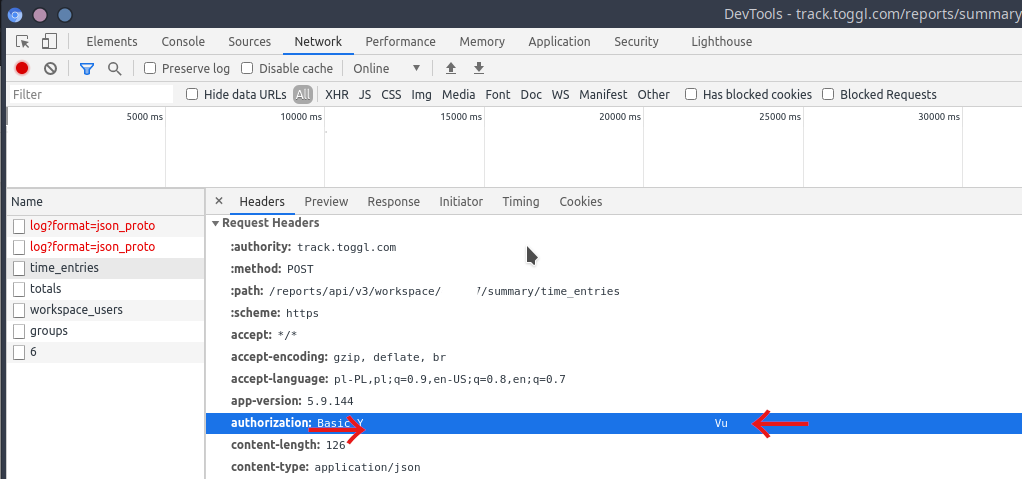 DevTools - track.toggl.com/reports/summary
Elements Console Sources Network Performance Memory Application Security Lighthouse
Preserve log Disable cache Online
Filter Hide data URLs All XHR JS CSS Img Media Font Doc WS Manifest Other Has blocked cookies Blocked Requests
5000 ms 10000 ms 15000 ms 20000 ms 25000 ms 30000 ms
Name
log?format=json_proto
log?format=json_proto
time_entries
totals
workspace_users
groups
6
× Headers Preview Response Initiator Timing Cookies
Request Headers
:authority: track.toggl.com
:method: POST
:path: /reports/api/v3/workspace/ 7/summary/time_entries
:scheme: https
accept: */*
accept-encoding: gzip, deflate, br
accept-language: pl-PL,pl;q=0.9,en-US;q=0.8,en;q=0.7
app-version: 5.9.144
authorization: Basic Y Vu
content-length: 126
content-type: application/json